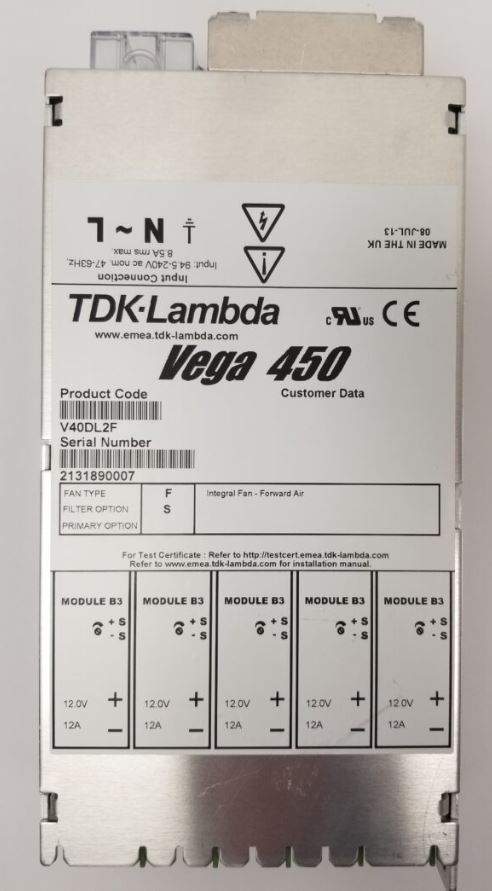 L ~ N ⏚
Input Connection
Input: 94.5-240V ac nom, 47-63Hz,
8.5A rms max.
MADE IN THE UK
08-JUL-13
TDK·Lambda
c RU us CE
www.emea.tdk-lambda.com
Vega 450
Product Code
Customer Data
V40DL2F
Serial Number
2131890007
FAN TYPE F Integral Fan - Forward Air
FILTER OPTION S
PRIMARY OPTION
For Test Certificate : Refer to http://testcert.emea.tdk-lambda.com
Refer to www.emea.tdk-lambda.com for installation manual.
MODULE B3 MODULE B3 MODULE B3 MODULE B3 MODULE B3
+ S + S + S + S + S
- S - S - S - S - S
12.0V + 12.0V + 12.0V + 12.0V + 12.0V +
12A - 12A - 12A - 12A - 12A -